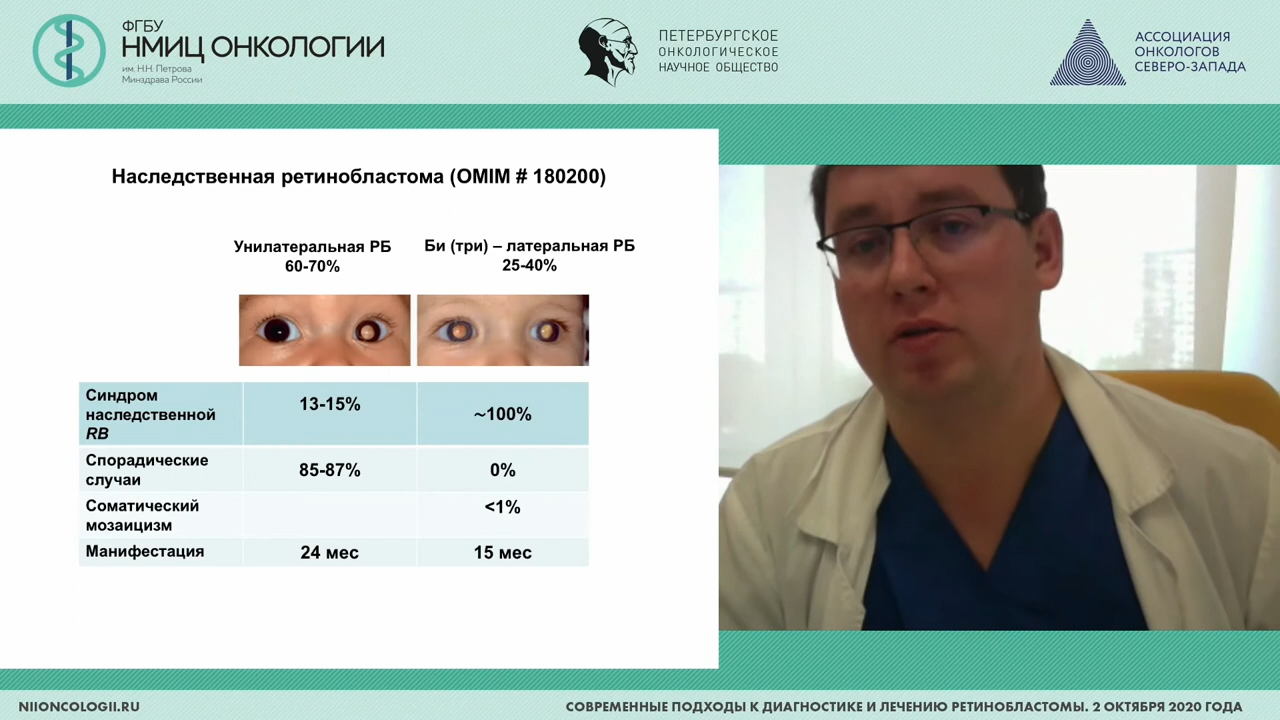 ФГБУ
НМИЦ ОНКОЛОГИИ
им. Н.Н. Петрова
Минздрава России
ПЕТЕРБУРГСКОЕ
ОНКОЛОГИЧЕСКОЕ
НАУЧНОЕ ОБЩЕСТВО
АССОЦИАЦИЯ
ОНКОЛОГОВ
СЕВЕРО-ЗАПАДА
Наследственная ретинобластома (OMIM # 180200)
Унилатеральная РБ
60-70%
Би (три) – латеральная РБ
25-40%
Синдром
наследственной
RB
13-15%
~100%
Спорадические
случаи
85-87%
0%
Соматический
мозаицизм
<1%
Манифестация
24 мес
15 мес
NIIONCOLOGII.RU
СОВРЕМЕННЫЕ ПОДХОДЫ К ДИАГНОСТИКЕ И ЛЕЧЕНИЮ РЕТИНОБЛАСТОМЫ. 2 ОКТЯБРЯ 2020 ГОДА